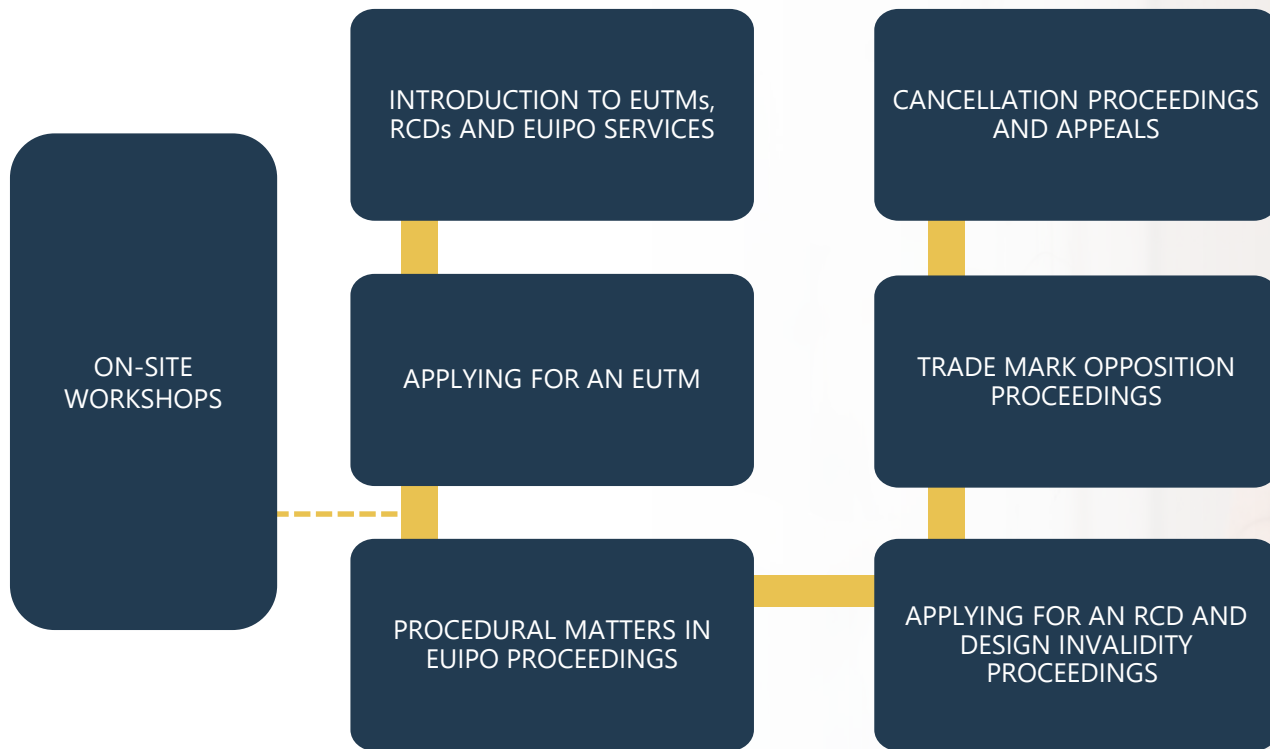 ON-SITE
WORKSHOPS
INTRODUCTION TO EUTMs,
RCDs AND EUIPO SERVICES
APPLYING FOR AN EUTM
PROCEDURAL MATTERS IN
EUIPO PROCEEDINGS
APPLYING FOR AN RCD AND
DESIGN INVALIDITY
PROCEEDINGS
TRADE MARK OPPOSITION
PROCEEDINGS
CANCELLATION PROCEEDINGS
AND APPEALS